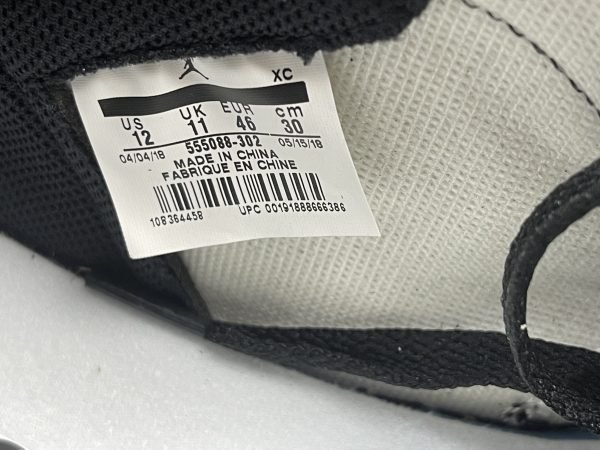 XC
US UK EUR cm
12 11 46 30
04/04/18 555088-302 05/15/18
MADE IN CHINA
FABRIQUE EN CHINE
108364458 UPC 00191888666386